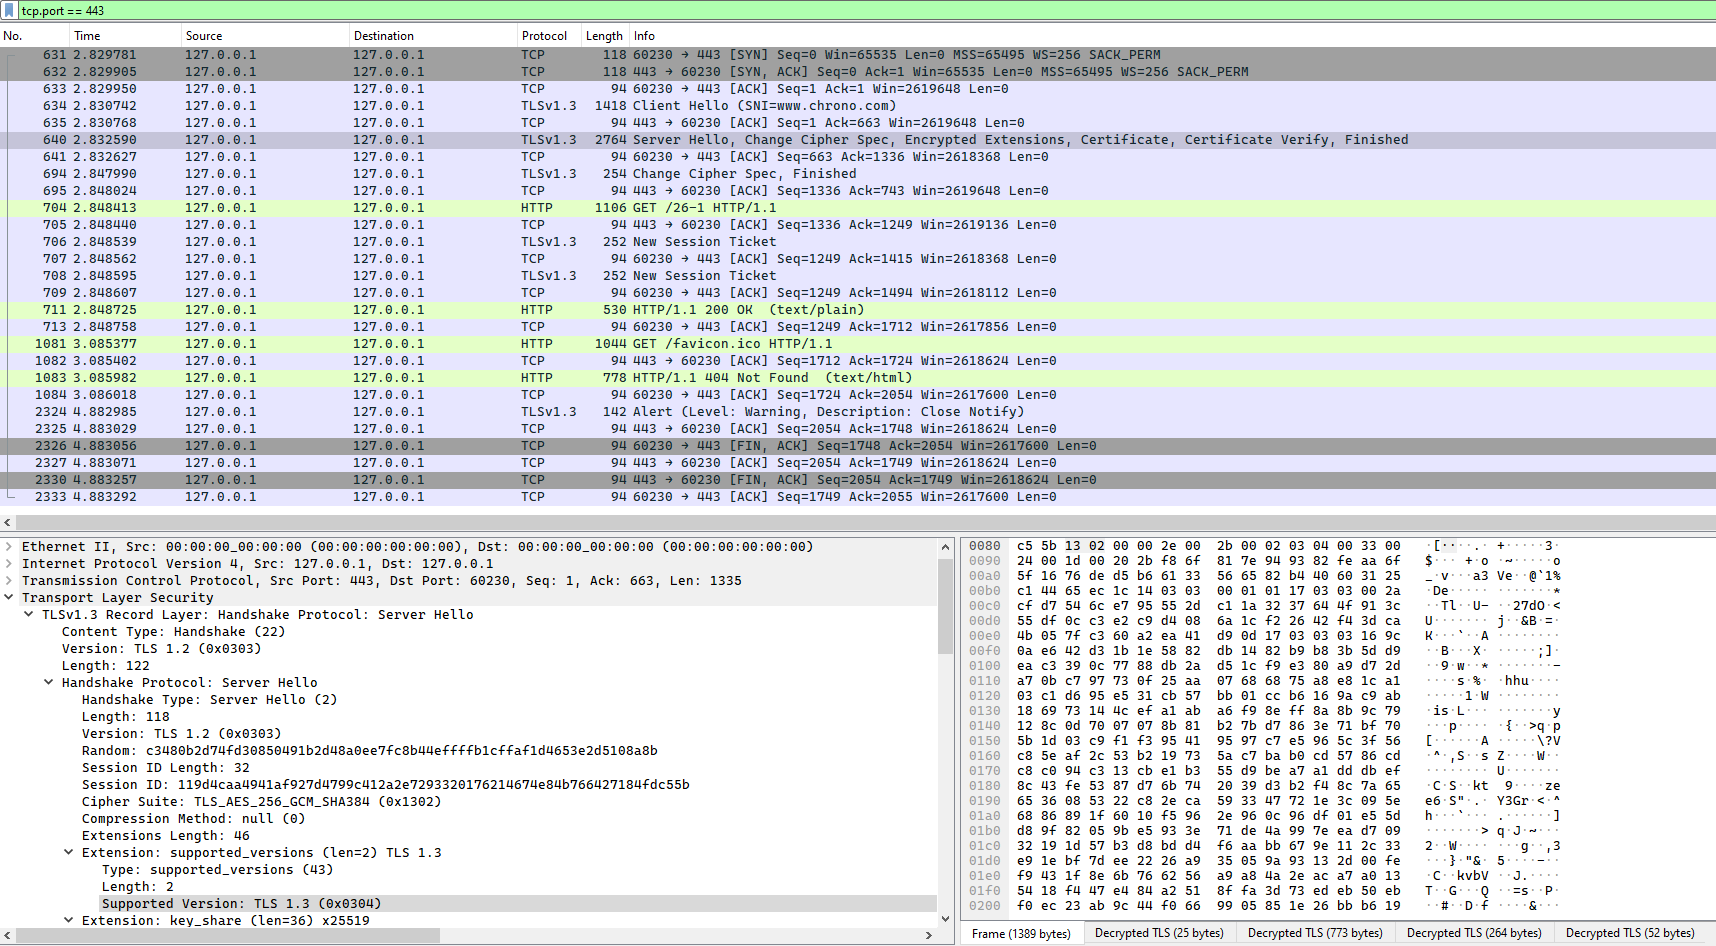 tcp.port == 443
No. Time Source Destination Protocol Length Info
631 2.829781 127.0.0.1 127.0.0.1 TCP 118 60230 → 443 [SYN] Seq=0 Win=65535 Len=0 MSS=65495 WS=256 SACK_PERM
632 2.829905 127.0.0.1 127.0.0.1 TCP 118 443 → 60230 [SYN, ACK] Seq=0 Ack=1 Win=65535 Len=0 MSS=65495 WS=256 SACK_PERM
633 2.829950 127.0.0.1 127.0.0.1 TCP 94 60230 → 443 [ACK] Seq=1 Ack=1 Win=2619648 Len=0
634 2.830742 127.0.0.1 127.0.0.1 TLSv1.3 1418 Client Hello (SNI=www.chrono.com)
635 2.830768 127.0.0.1 127.0.0.1 TCP 94 443 → 60230 [ACK] Seq=1 Ack=663 Win=2619648 Len=0
640 2.832590 127.0.0.1 127.0.0.1 TLSv1.3 2764 Server Hello, Change Cipher Spec, Encrypted Extensions, Certificate, Certificate Verify, Finished
641 2.832627 127.0.0.1 127.0.0.1 TCP 94 60230 → 443 [ACK] Seq=663 Ack=1336 Win=2618368 Len=0
694 2.847990 127.0.0.1 127.0.0.1 TLSv1.3 254 Change Cipher Spec, Finished
695 2.848024 127.0.0.1 127.0.0.1 TCP 94 443 → 60230 [ACK] Seq=1336 Ack=743 Win=2619648 Len=0
704 2.848413 127.0.0.1 127.0.0.1 HTTP 1106 GET /26-1 HTTP/1.1
705 2.848440 127.0.0.1 127.0.0.1 TCP 94 443 → 60230 [ACK] Seq=1336 Ack=1249 Win=2619136 Len=0
706 2.848539 127.0.0.1 127.0.0.1 TLSv1.3 252 New Session Ticket
707 2.848562 127.0.0.1 127.0.0.1 TCP 94 60230 → 443 [ACK] Seq=1249 Ack=1415 Win=2618368 Len=0
708 2.848595 127.0.0.1 127.0.0.1 TLSv1.3 252 New Session Ticket
709 2.848607 127.0.0.1 127.0.0.1 TCP 94 60230 → 443 [ACK] Seq=1249 Ack=1494 Win=2618112 Len=0
711 2.848725 127.0.0.1 127.0.0.1 HTTP 530 HTTP/1.1 200 OK (text/plain)
713 2.848758 127.0.0.1 127.0.0.1 TCP 94 60230 → 443 [ACK] Seq=1249 Ack=1712 Win=2617856 Len=0
1081 3.085377 127.0.0.1 127.0.0.1 HTTP 1044 GET /favicon.ico HTTP/1.1
1082 3.085402 127.0.0.1 127.0.0.1 TCP 94 443 → 60230 [ACK] Seq=1712 Ack=1724 Win=2618624 Len=0
1083 3.085982 127.0.0.1 127.0.0.1 HTTP 778 HTTP/1.1 404 Not Found (text/html)
1084 3.086018 127.0.0.1 127.0.0.1 TCP 94 60230 → 443 [ACK] Seq=1724 Ack=2054 Win=2617600 Len=0
2324 4.882985 127.0.0.1 127.0.0.1 TLSv1.3 142 Alert (Level: Warning, Description: Close Notify)
2325 4.883029 127.0.0.1 127.0.0.1 TCP 94 443 → 60230 [ACK] Seq=2054 Ack=1748 Win=2618624 Len=0
2326 4.883056 127.0.0.1 127.0.0.1 TCP 94 60230 → 443 [FIN, ACK] Seq=1748 Ack=2054 Win=2617600 Len=0
2327 4.883071 127.0.0.1 127.0.0.1 TCP 94 443 → 60230 [ACK] Seq=2054 Ack=1749 Win=2618624 Len=0
2330 4.883257 127.0.0.1 127.0.0.1 TCP 94 443 → 60230 [FIN, ACK] Seq=2054 Ack=1749 Win=2618624 Len=0
2333 4.883292 127.0.0.1 127.0.0.1 TCP 94 60230 → 443 [ACK] Seq=1749 Ack=2055 Win=2617600 Len=0
Ethernet II, Src: 00:00:00_00:00:00 (00:00:00:00:00:00), Dst: 00:00:00_00:00:00 (00:00:00:00:00:00)
Internet Protocol Version 4, Src: 127.0.0.1, Dst: 127.0.0.1
Transmission Control Protocol, Src Port: 443, Dst Port: 60230, Seq: 1, Ack: 663, Len: 1335
Transport Layer Security
TLSv1.3 Record Layer: Handshake Protocol: Server Hello
Content Type: Handshake (22)
Version: TLS 1.2 (0x0303)
Length: 122
Handshake Protocol: Server Hello
Handshake Type: Server Hello (2)
Length: 118
Version: TLS 1.2 (0x0303)
Random: c3480b2d74fd30850491b2d48a0ee7fc8b44effffb1cffaf1d4653e2d5108a8b
Session ID Length: 32
Session ID: 119d4caa4941af927d4799c412a2e7293320176214674e84b766427184fdc55b
Cipher Suite: TLS_AES_256_GCM_SHA384 (0x1302)
Compression Method: null (0)
Extensions Length: 46
Extension: supported_versions (len=2) TLS 1.3
Type: supported_versions (43)
Length: 2
Supported Version: TLS 1.3 (0x0304)
Extension: key_share (len=36) x25519
0080 c5 5b 13 02 00 00 2e 00 2b 00 02 03 04 00 33 00
0090 24 00 1d 00 20 2b f8 6f 81 7e 94 93 82 fe aa 6f
00a0 5f 16 76 de d5 b6 61 33 56 65 82 b4 40 60 31 25
00b0 c1 44 65 ec 1c 14 03 03 00 01 01 17 03 03 00 2a
00c0 cf d7 54 6c e7 95 55 2d c1 1a 32 37 64 4f 91 3c
00d0 55 df 0c c3 e2 c9 d4 08 6a 1c f2 26 42 f4 3d ca
00e0 4b 05 7f c3 60 a2 ea 41 d9 0d 17 03 03 03 16 9c
00f0 0a e6 42 d3 1b 1e 58 82 db 14 82 b9 b8 3b 5d d9
0100 ea c3 39 0c 77 88 db 2a d5 1c f9 e3 80 a9 d7 2d
0110 a7 0b c7 97 73 0f 25 aa 07 68 68 75 a8 e8 1c a1
0120 03 c1 d6 95 e5 31 cb 57 bb 01 cc b6 16 9a c9 ab
0130 18 69 73 14 4c ef a1 ab a6 f9 8e ff 8a 8b 9c 79
0140 12 8c 0d 70 07 07 8b 81 b2 7b d7 86 3e 71 bf 70
0150 5b 1d 03 c9 f1 f3 95 41 95 97 c7 e5 96 5c 3f 56
0160 c8 5e af 2c 53 b2 19 73 5a c7 ba b0 cd 57 86 cd
0170 c8 c0 94 c3 13 cb e1 b3 55 d9 be a7 a1 dd db ef
0180 8c 43 fe 53 87 d7 6b 74 20 39 d3 b2 f4 8c 7a 65
0190 65 36 08 53 22 c8 2e ca 59 33 47 72 1e 3c 09 5e
01a0 68 86 89 1f 60 10 f5 96 2e 96 0c 96 df 01 e5 5d
01b0 d8 9f 82 05 9b e5 93 3e 71 de 4a 99 7e ea d7 09
01c0 32 19 1d 57 b3 d8 bd d4 f6 aa bb 67 9e 11 2c 33
01d0 e9 1e bf 7d ee 22 26 a9 35 05 9a 93 13 2d 00 fe
01e0 f9 43 1f 8e 6b 76 62 56 a9 a8 4a 2e ac a7 a0 13
01f0 54 18 f4 47 e4 84 a2 51 8f fa 3d 73 ed eb 50 eb
0200 f0 ec 23 ab 9c 44 f0 66 99 05 85 1e 26 bb b6 19
Frame (1389 bytes) Decrypted TLS (25 bytes) Decrypted TLS (773 bytes) Decrypted TLS (264 bytes) Decrypted TLS (52 bytes)